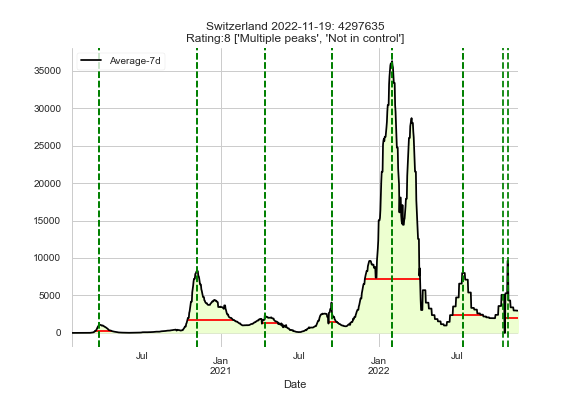 Switzerland 2022-11-19: 4297635
Rating:8 ['Multiple peaks', 'Not in control']
Average-7d
35000
30000
25000
20000
15000
10000
5000
0
Jul
Jan
2021
Jul
Jan
2022
Jul
Date